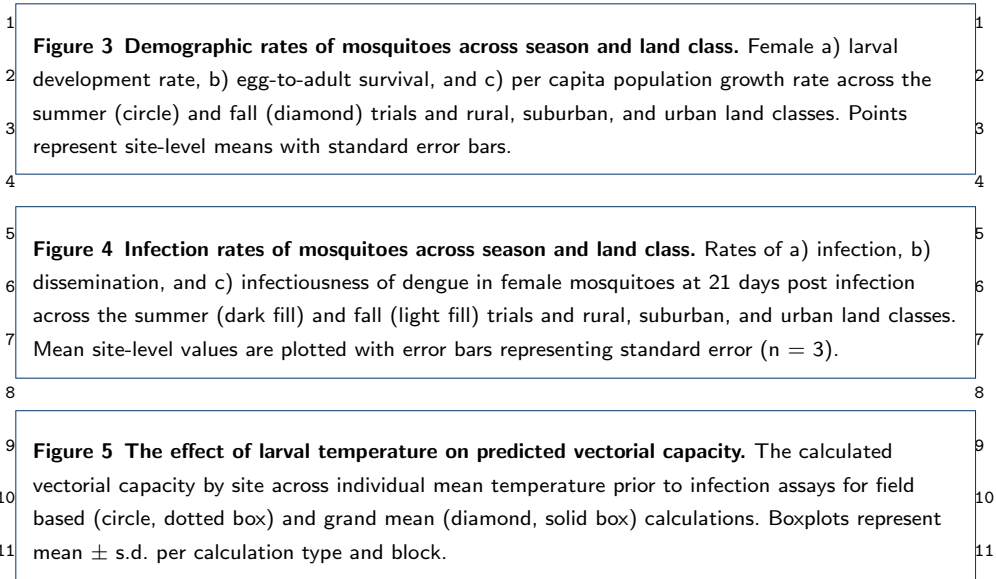 1 1
Figure 3 Demographic rates of mosquitoes across season and land class. Female a) larval
2 development rate, b) egg-to-adult survival, and c) per capita population growth rate across the 2
summer (circle) and fall (diamond) trials and rural, suburban, and urban land classes. Points
3 3
represent site-level means with standard error bars.
4 4
5 5
Figure 4 Infection rates of mosquitoes across season and land class. Rates of a) infection, b)
6 dissemination, and c) infectiousness of dengue in female mosquitoes at 21 days post infection 6
across the summer (dark fill) and fall (light fill) trials and rural, suburban, and urban land classes.
7 7
Mean site-level values are plotted with error bars representing standard error (n = 3).
8 8
9 Figure 5 The effect of larval temperature on predicted vectorial capacity. The calculated 9
vectorial capacity by site across individual mean temperature prior to infection assays for field
10 10
based (circle, dotted box) and grand mean (diamond, solid box) calculations. Boxplots represent
11 mean ± s.d. per calculation type and block. 11